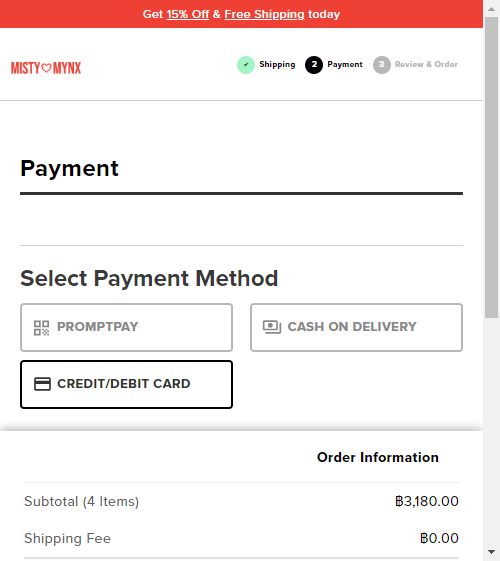 Get 15% Off & Free Shipping today
MISTY MYNX
Shipping
2 Payment
3 Review & Order
Payment
Select Payment Method
PROMPTPAY
CASH ON DELIVERY
CREDIT/DEBIT CARD
Order Information
Subtotal (4 Items) ฿3,180.00
Shipping Fee ฿0.00